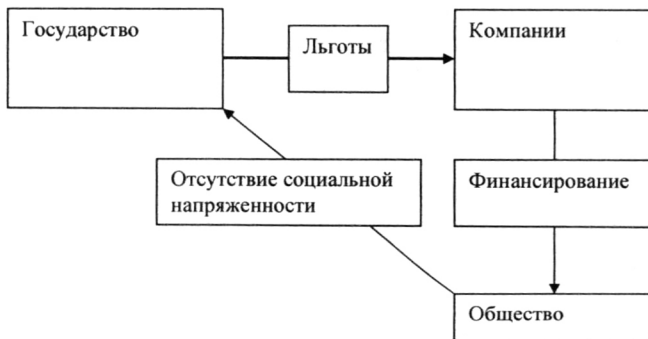 Государство
Льготы
Компании
Отсутствие социальной
напряженности
Финансирование
Общество